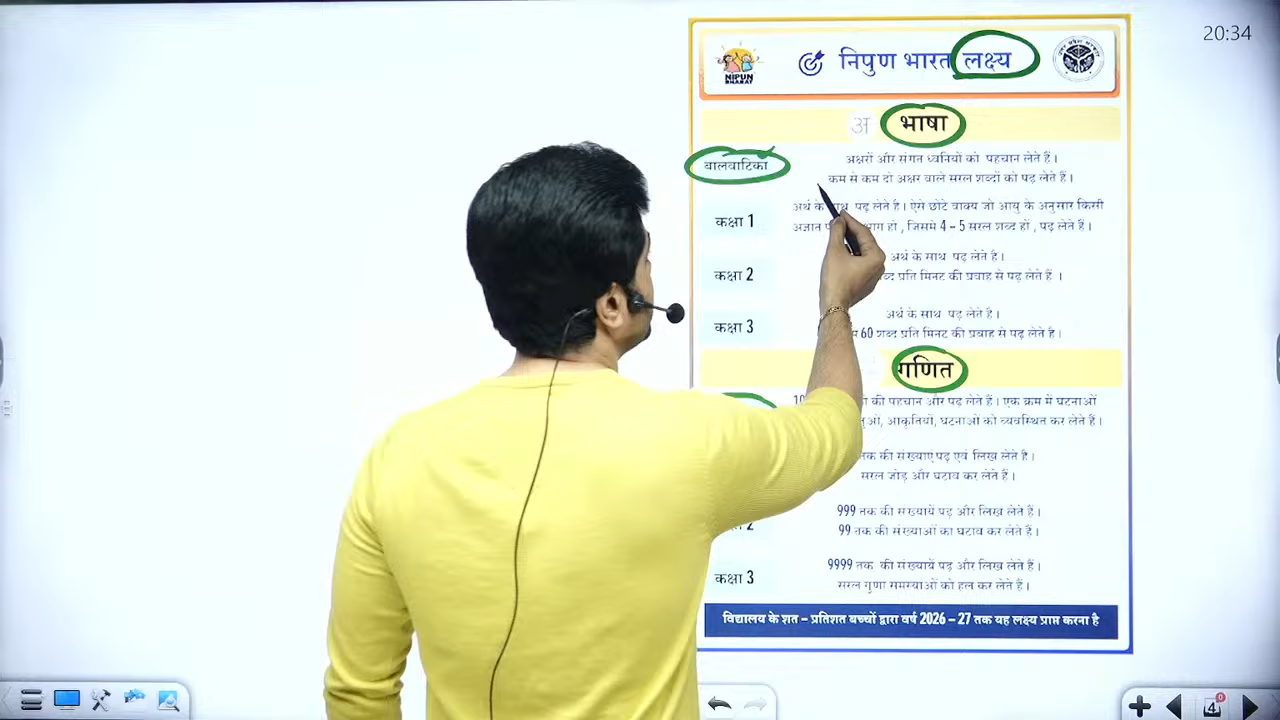 20:34
निपुण भारत लक्ष्य
NIPUN
BHARAT
अ भाषा
बालवाटिका
अक्षरों और संगत ध्वनियों को पहचान लेते हैं।
कम से कम दो अक्षर वाले सरल शब्दों को पढ़ लेते हैं।
कक्षा 1
अर्थ के साथ पढ़ लेते है। ऐसे छोटे वाक्य जो आयु के अनुसार किसी
अज्ञात भाग हो, जिसमे 4 – 5 सरल शब्द हों, पढ़ लेते हैं।
कक्षा 2
अर्थ के साथ पढ़ लेते है।
प्रति मिनट की प्रवाह से पढ़ लेते हैं ।
कक्षा 3
अर्थ के साथ पढ़ लेते है।
60 शब्द प्रति मिनट की प्रवाह से पढ़ लेते है।
गणित
की पहचान और पढ़ लेते हैं। एक क्रम में घटनाओं
आकृतियों, घटनाओं को व्यवस्थित कर लेते हैं।
तक की संख्याए पढ़ एवं लिख लेते है।
सरल जोड़ और घटाव कर लेते हैं।
999 तक की संख्यायें पढ़ और लिख लेते हैं।
99 तक की संख्याओं का घटाव कर लेते हैं।
कक्षा 3
9999 तक की संख्यायें पढ़ और लिख लेते हैं।
सरल गुणा समस्याओं को हल कर लेते हैं।
विद्यालय के शत – प्रतिशत बच्चों द्वारा वर्ष 2026 – 27 तक यह लक्ष्य प्राप्त करना है
4